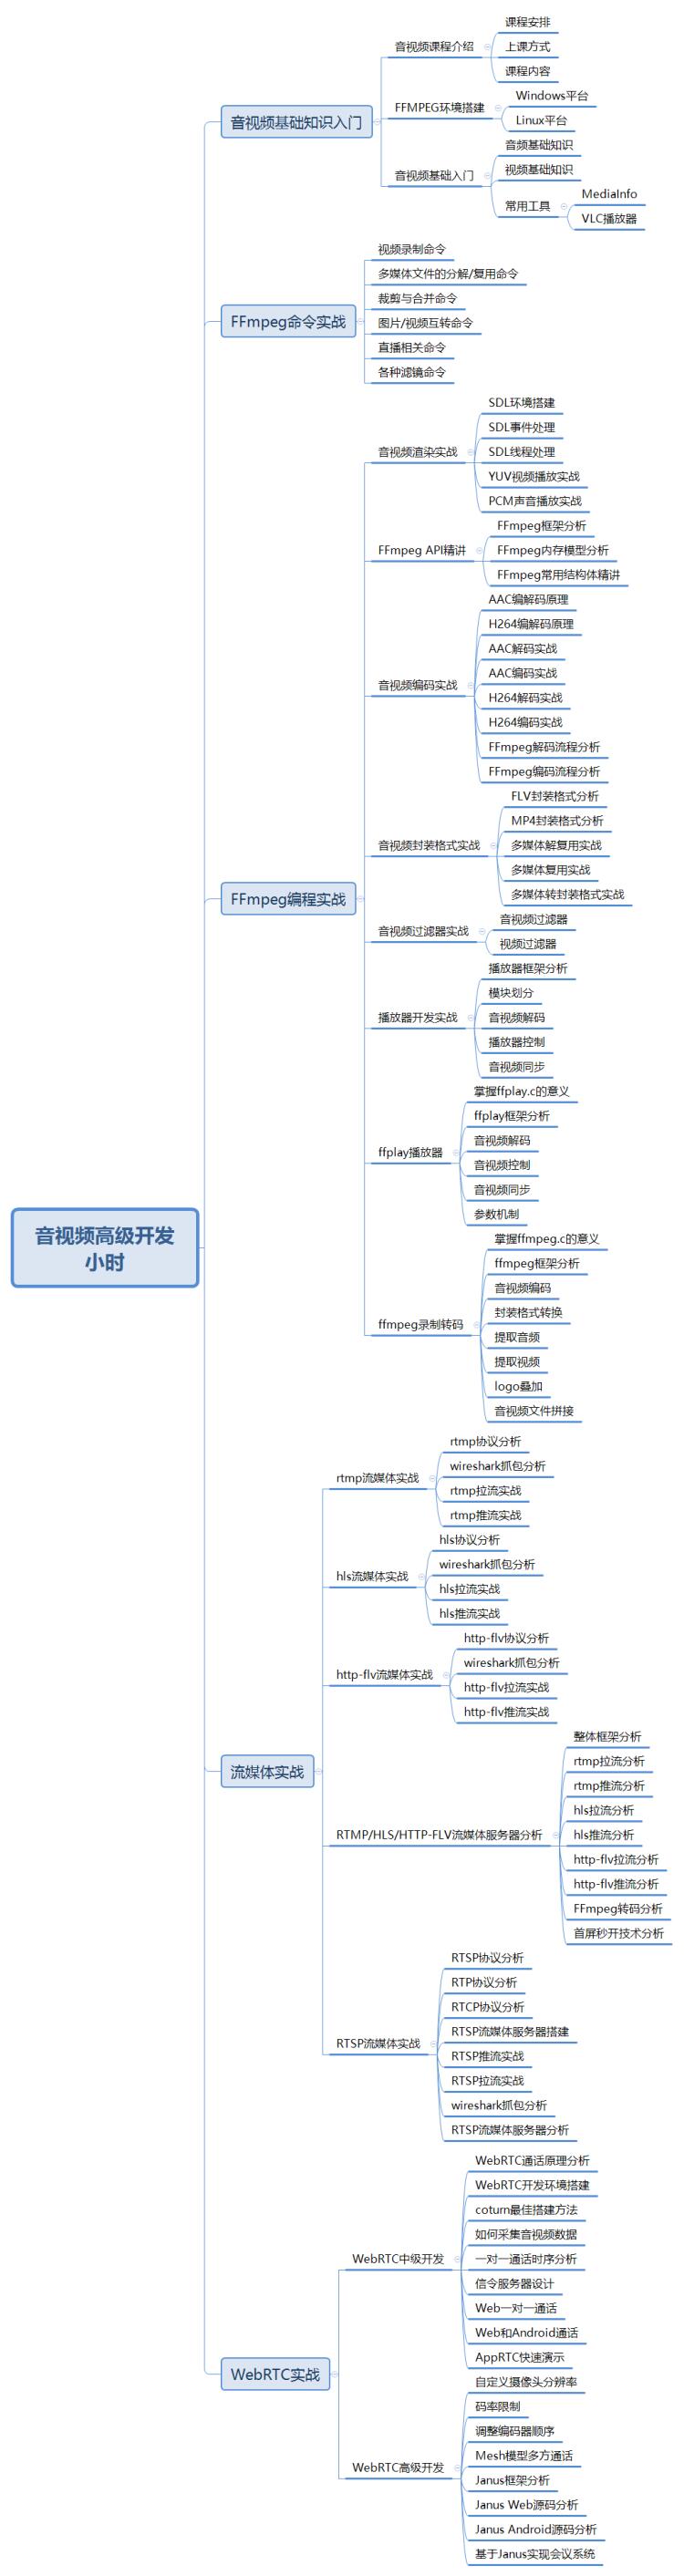 音视频高级开发
小时
音视频基础知识入门
音视频课程介绍
课程安排
上课方式
课程内容
FFMPEG环境搭建
Windows平台
Linux平台
音视频基础入门
音频基础知识
视频基础知识
常用工具
MediaInfo
VLC播放器
FFmpeg命令实战
视频录制命令
多媒体文件的分解/复用命令
裁剪与合并命令
图片/视频互转命令
直播相关命令
各种滤镜命令
FFmpeg编程实战
音视频渲染实战
SDL环境搭建
SDL事件处理
SDL线程处理
YUV视频播放实战
PCM声音播放实战
FFmpeg API精讲
FFmpeg框架分析
FFmpeg内存模型分析
FFmpeg常用结构体精讲
音视频编码实战
AAC编解码原理
H264编解码原理
AAC解码实战
AAC编码实战
H264解码实战
H264编码实战
FFmpeg解码流程分析
FFmpeg编码流程分析
音视频封装格式实战
FLV封装格式分析
MP4封装格式分析
多媒体解复用实战
多媒体复用实战
多媒体转封装格式实战
音视频过滤器实战
音视频过滤器
视频过滤器
播放器开发实战
播放器框架分析
模块划分
音视频解码
播放器控制
音视频同步
ffplay播放器
掌握ffplay.c的意义
ffplay框架分析
音视频解码
音视频控制
音视频同步
参数机制
ffmpeg录制转码
掌握ffmpeg.c的意义
ffmpeg框架分析
音视频编码
封装格式转换
提取音频
提取视频
logo叠加
音视频文件拼接
流媒体实战
rtmp流媒体实战
rtmp协议分析
wireshark抓包分析
rtmp拉流实战
rtmp推流实战
hls流媒体实战
hls协议分析
wireshark抓包分析
hls拉流实战
hls推流实战
http-flv流媒体实战
http-flv协议分析
wireshark抓包分析
http-flv拉流实战
http-flv推流实战
RTMP/HLS/HTTP-FLV流媒体服务器分析
整体框架分析
rtmp拉流分析
rtmp推流分析
hls拉流分析
hls推流分析
http-flv拉流分析
http-flv推流分析
FFmpeg转码分析
首屏秒开技术分析
RTSP流媒体实战
RTSP协议分析
RTP协议分析
RTCP协议分析
RTSP流媒体服务器搭建
RTSP推流实战
RTSP拉流实战
wireshark抓包分析
RTSP流媒体服务器分析
WebRTC实战
WebRTC中级开发
WebRTC通话原理分析
WebRTC开发环境搭建
coturn最佳搭建方法
如何采集音视频数据
一对一通话时序分析
信令服务器设计
Web一对一通话
Web和Android通话
AppRTC快速演示
WebRTC高级开发
自定义摄像头分辨率
码率限制
调整编码器顺序
Mesh模型多方通话
Janus框架分析
Janus Web源码分析
Janus Android源码分析
基于Janus实现会议系统